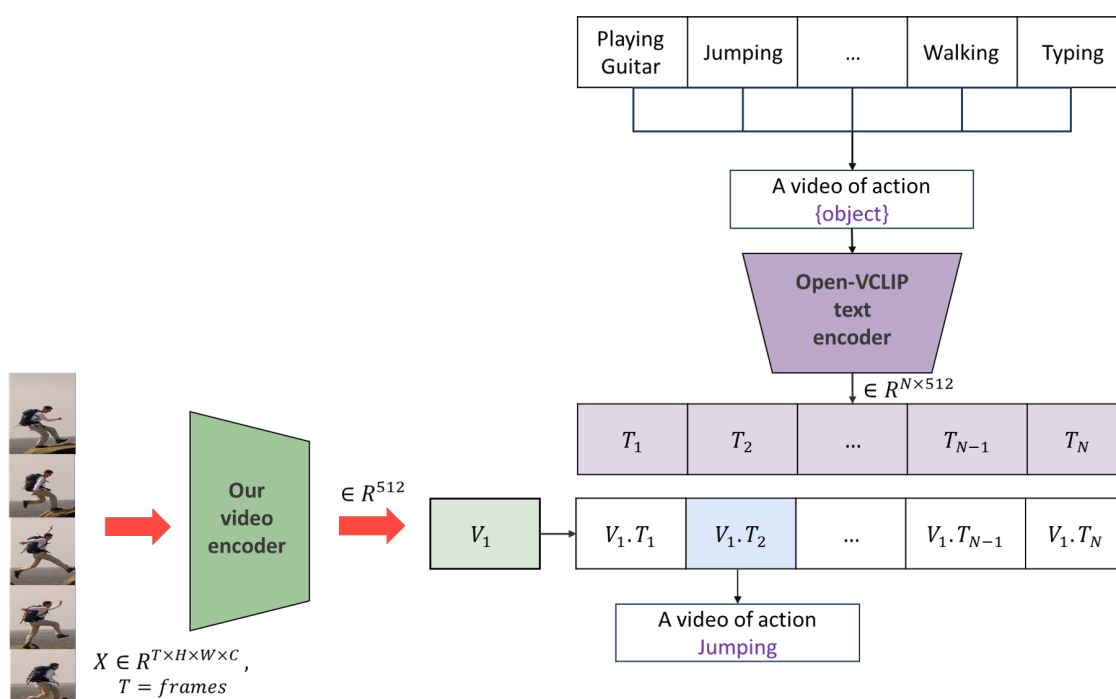 Playing
Guitar
Jumping
...
Walking
Typing
A video of action
{object}
Open-VCLIP
text
encoder
∈ R^{N×512}
T_1
T_2
...
T_{N−1}
T_N
Our
video
encoder
∈ R^{512}
V_1
V_1.T_1
V_1.T_2
...
V_1.T_{N−1}
V_1.T_N
A video of action
Jumping
X ∈ R^{T×H×W×C},
T = frames